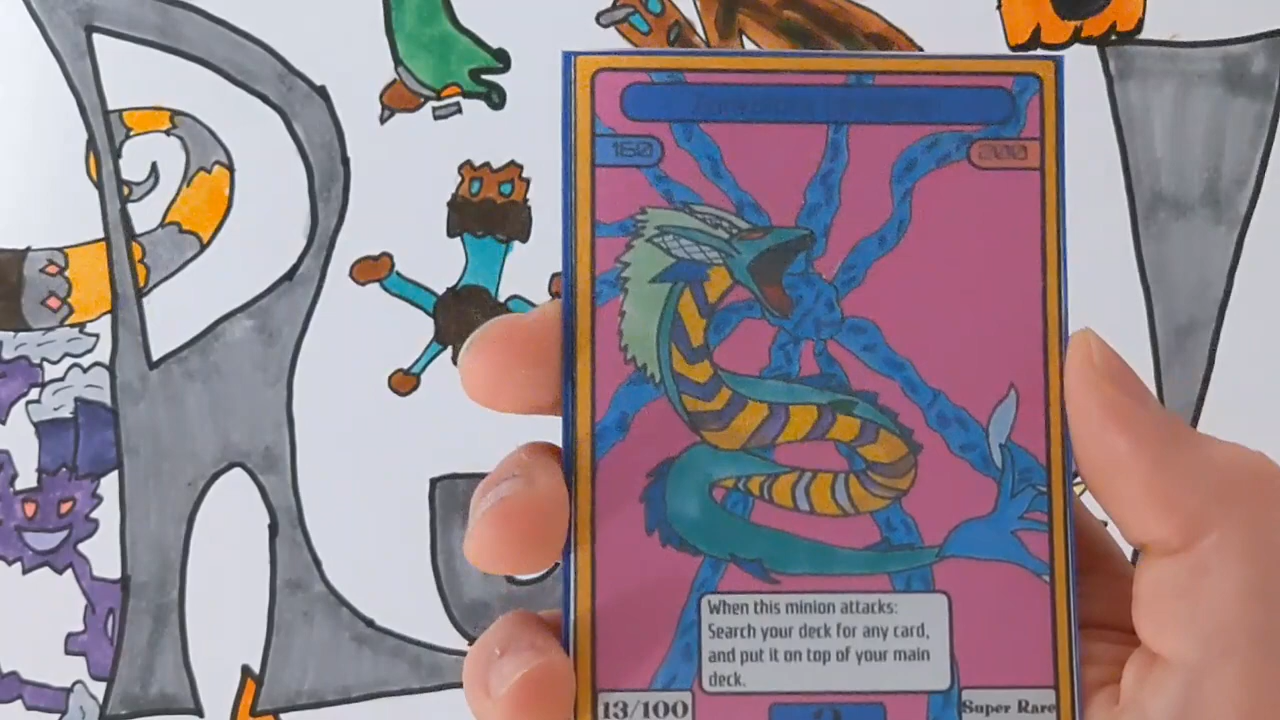 160
200
When this minion attacks:
Search your deck for any card,
and put it on top of your main
deck.
13/100
Super Rare